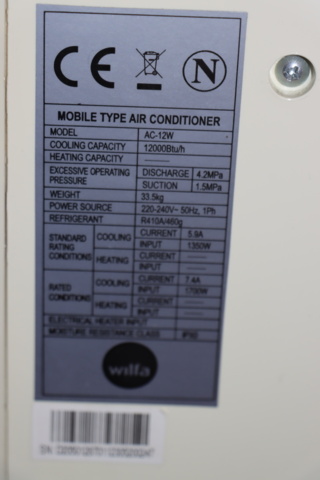 CE N
MOBILE TYPE AIR CONDITIONER
MODEL AC-12W
COOLING CAPACITY 12000Btu/h
HEATING CAPACITY ———
EXCESSIVE OPERATING PRESSURE DISCHARGE 4.2MPa
SUCTION 1.5MPa
WEIGHT 33.5kg
POWER SOURCE 220-240V~ 50Hz, 1Ph
REFRIGERANT R410A/460g
STANDARD RATING CONDITIONS COOLING CURRENT 5.9A
INPUT 1350W
HEATING CURRENT ———
INPUT ———
RATED CONDITIONS COOLING CURRENT 7.4A
INPUT 1700W
HEATING CURRENT ———
INPUT ———
ELECTRICAL HEATER INPUT ———
MOISTURE RESISTANCE CLASS
wilfa
S/N: